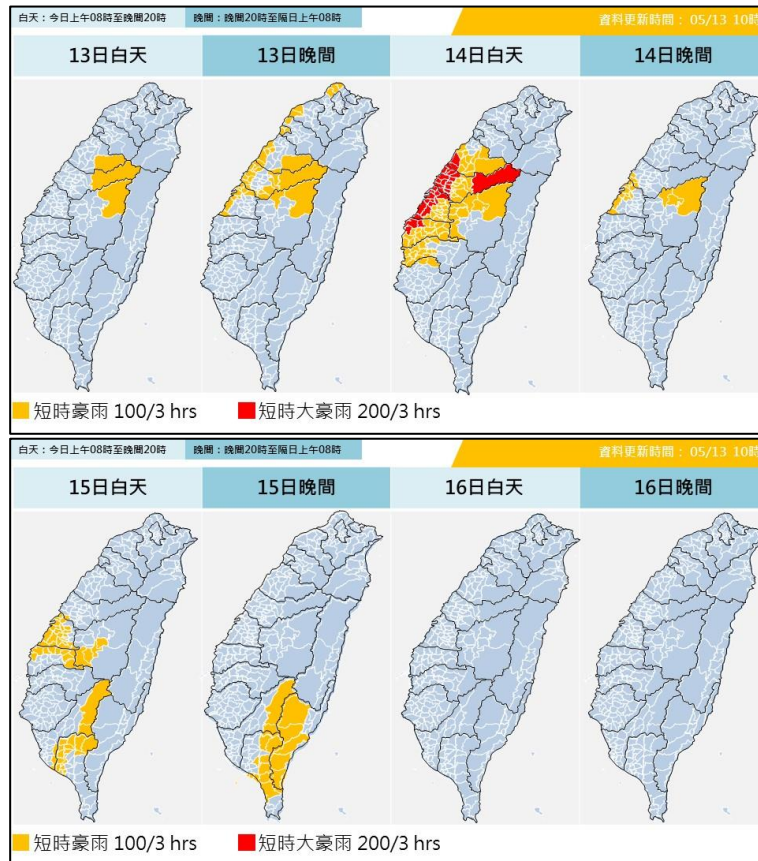 白天：今日上午08時至晚間20時 晚間：晚間20時至隔日上午08時 資料更新時間： 05/13 10時
13日白天 13日晚間 14日白天 14日晚間
短時豪雨 100/3 hrs 短時大豪雨 200/3 hrs
白天：今日上午08時至晚間20時 晚間：晚間20時至隔日上午08時 資料更新時間： 05/13 10時
15日白天 15日晚間 16日白天 16日晚間
短時豪雨 100/3 hrs 短時大豪雨 200/3 hrs